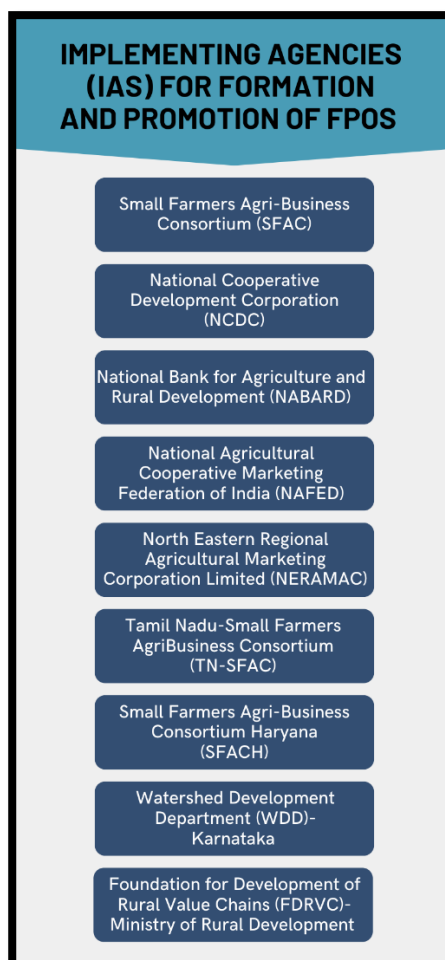 IMPLEMENTING AGENCIES
(IAS) FOR FORMATION
AND PROMOTION OF FPOS
Small Farmers Agri-Business
Consortium (SFAC)
National Cooperative
Development Corporation
(NCDC)
National Bank for Agriculture and
Rural Development (NABARD)
National Agricultural
Cooperative Marketing
Federation of India (NAFED)
North Eastern Regional
Agricultural Marketing
Corporation Limited (NERAMAC)
Tamil Nadu-Small Farmers
AgriBusiness Consortium
(TN-SFAC)
Small Farmers Agri-Business
Consortium Haryana
(SFACH)
Watershed Development
Department (WDD)-
Karnataka
Foundation for Development of
Rural Value Chains (FDRVC)-
Ministry of Rural Development